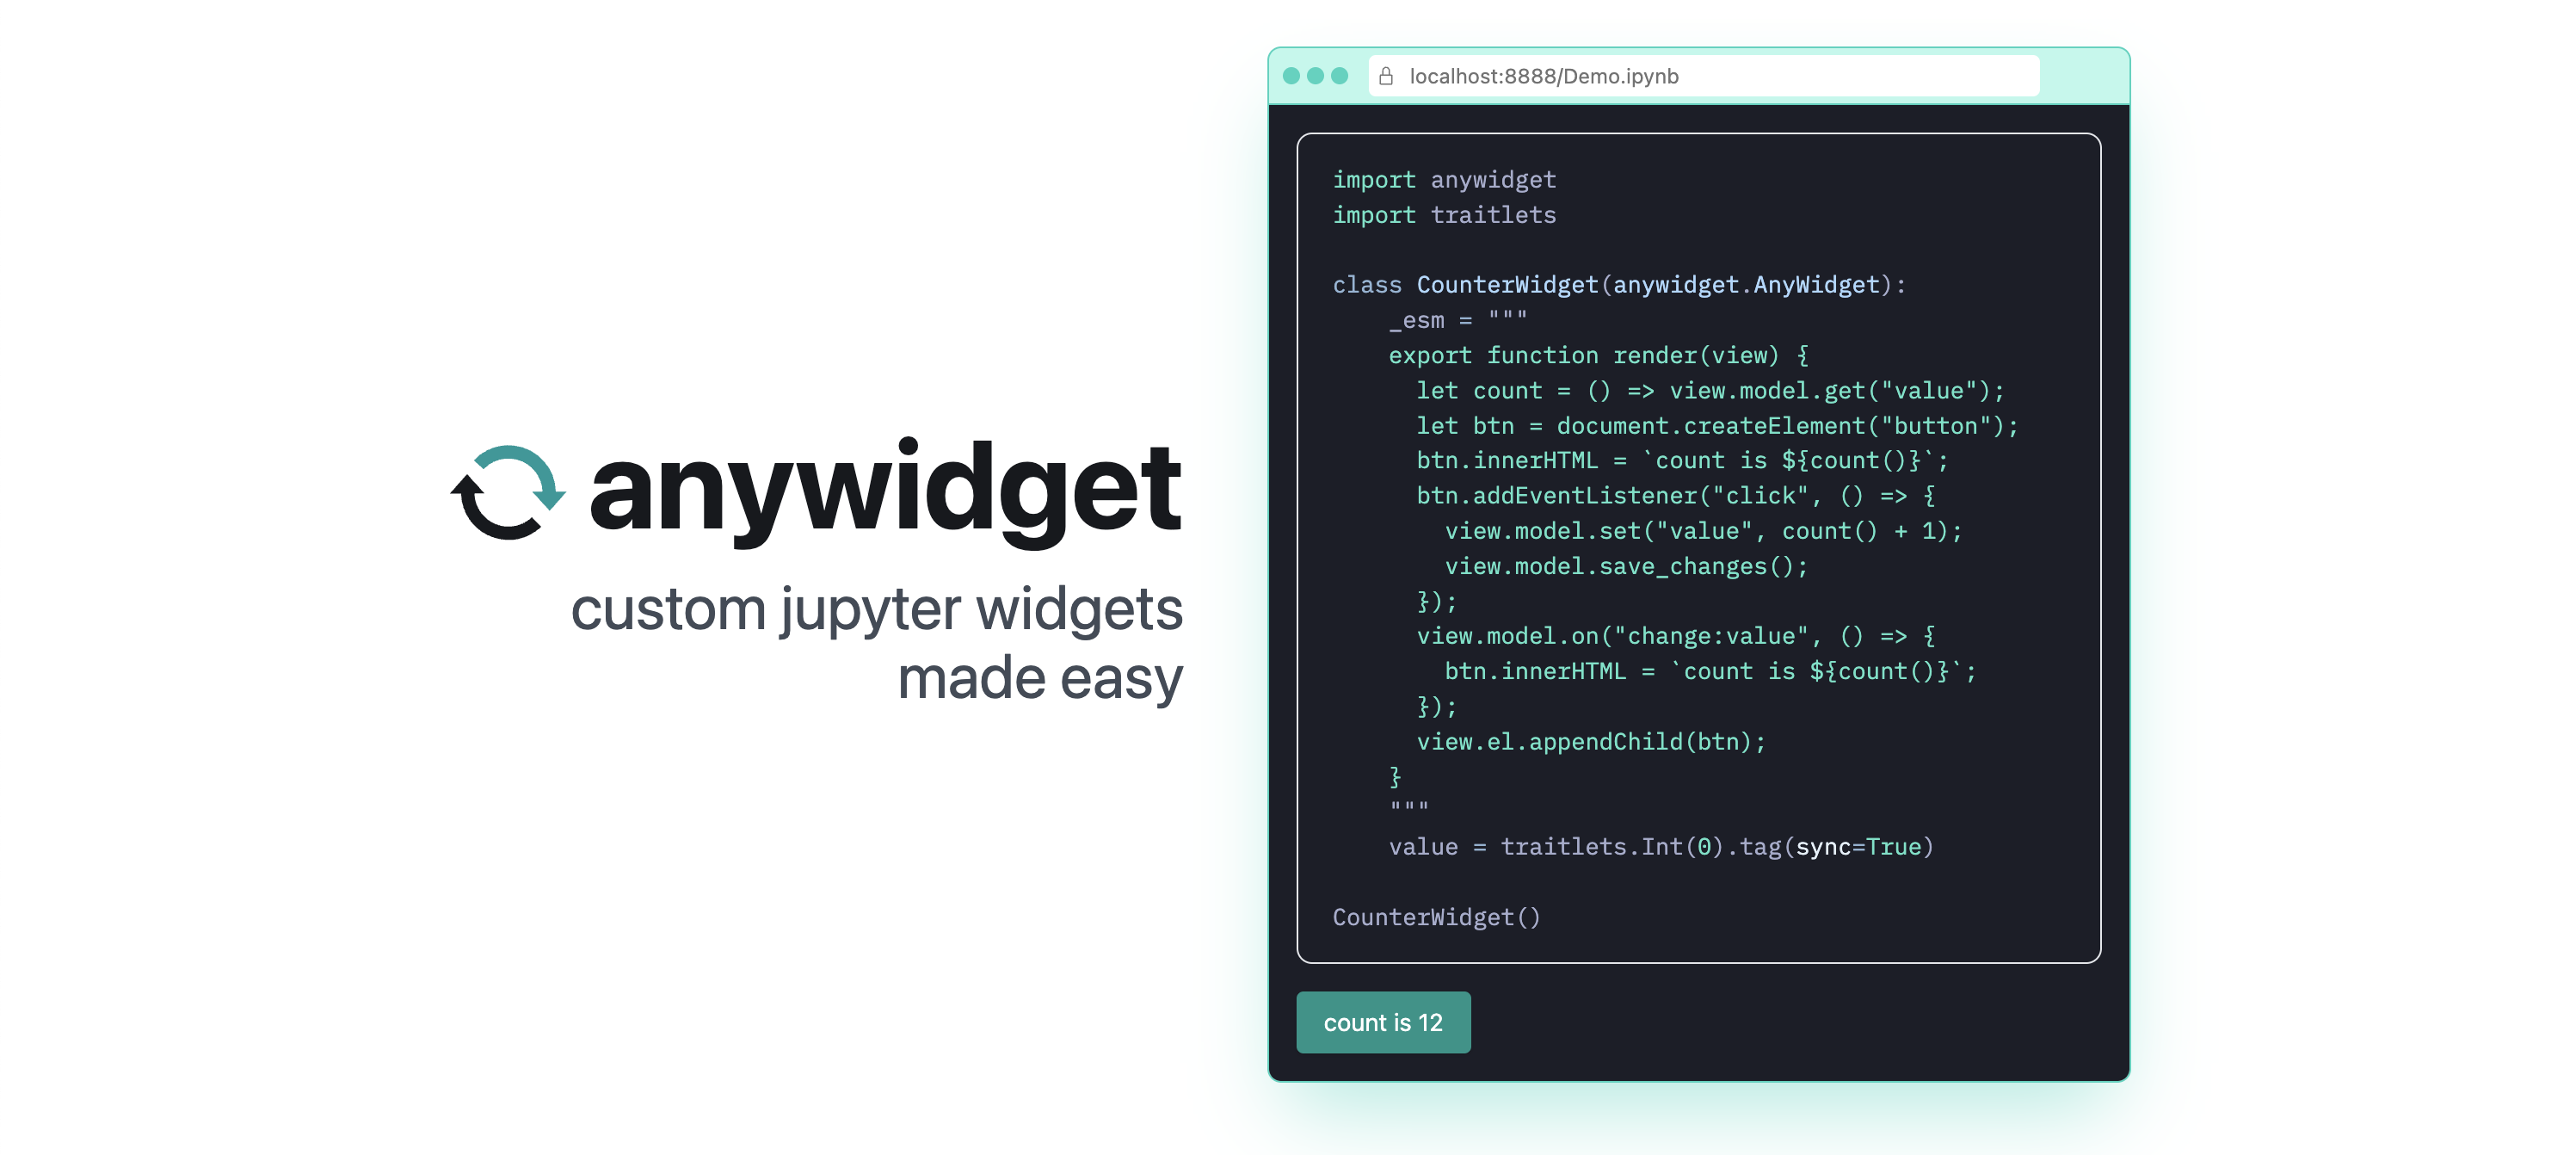 anywidget
custom jupyter widgets
made easy
localhost:8888/Demo.ipynb
import anywidget
import traitlets
class CounterWidget(anywidget.AnyWidget):
    _esm = """
    export function render(view) {
      let count = () => view.model.get("value");
      let btn = document.createElement("button");
      btn.innerHTML = `count is ${count()}`;
      btn.addEventListener("click", () => {
        view.model.set("value", count() + 1);
        view.model.save_changes();
      });
      view.model.on("change:value", () => {
        btn.innerHTML = `count is ${count()}`;
      });
      view.el.appendChild(btn);
    }
    """
    value = traitlets.Int(0).tag(sync=True)
CounterWidget()
count is 12